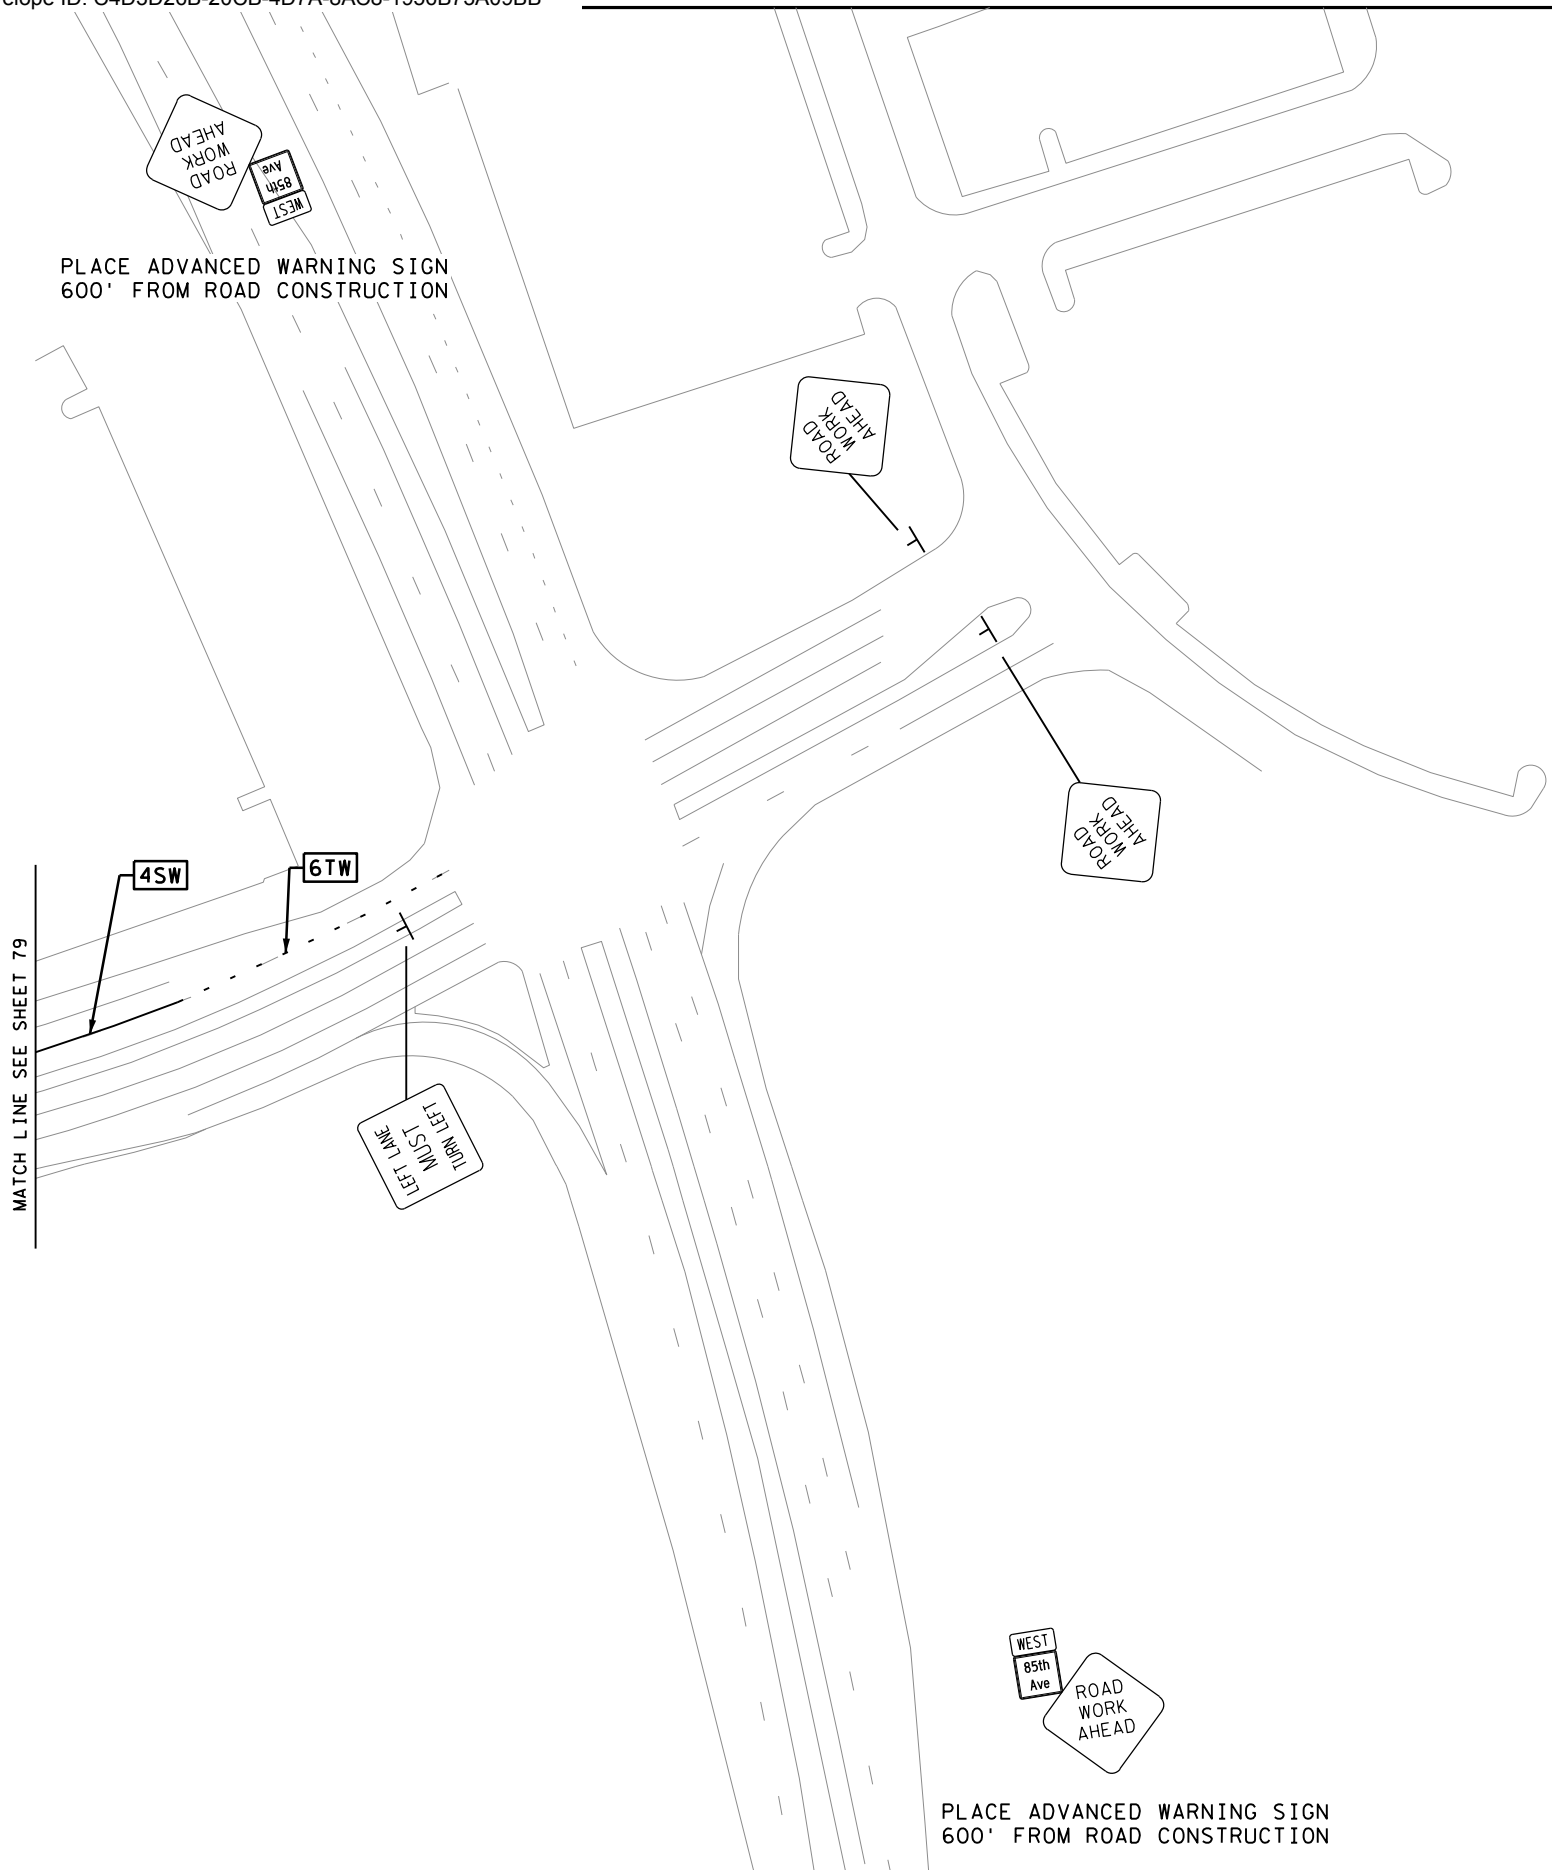 ROAD
WORK
AHEAD
85th
Ave
WEST
PLACE ADVANCED WARNING SIGN
600' FROM ROAD CONSTRUCTION
ROAD
WORK
AHEAD
ROAD
WORK
AHEAD
4SW
6TW
MATCH LINE SEE SHEET 79
LEFT LANE
MUST
TURN LEFT
WEST
85th
Ave
ROAD
WORK
AHEAD
PLACE ADVANCED WARNING SIGN
600' FROM ROAD CONSTRUCTION